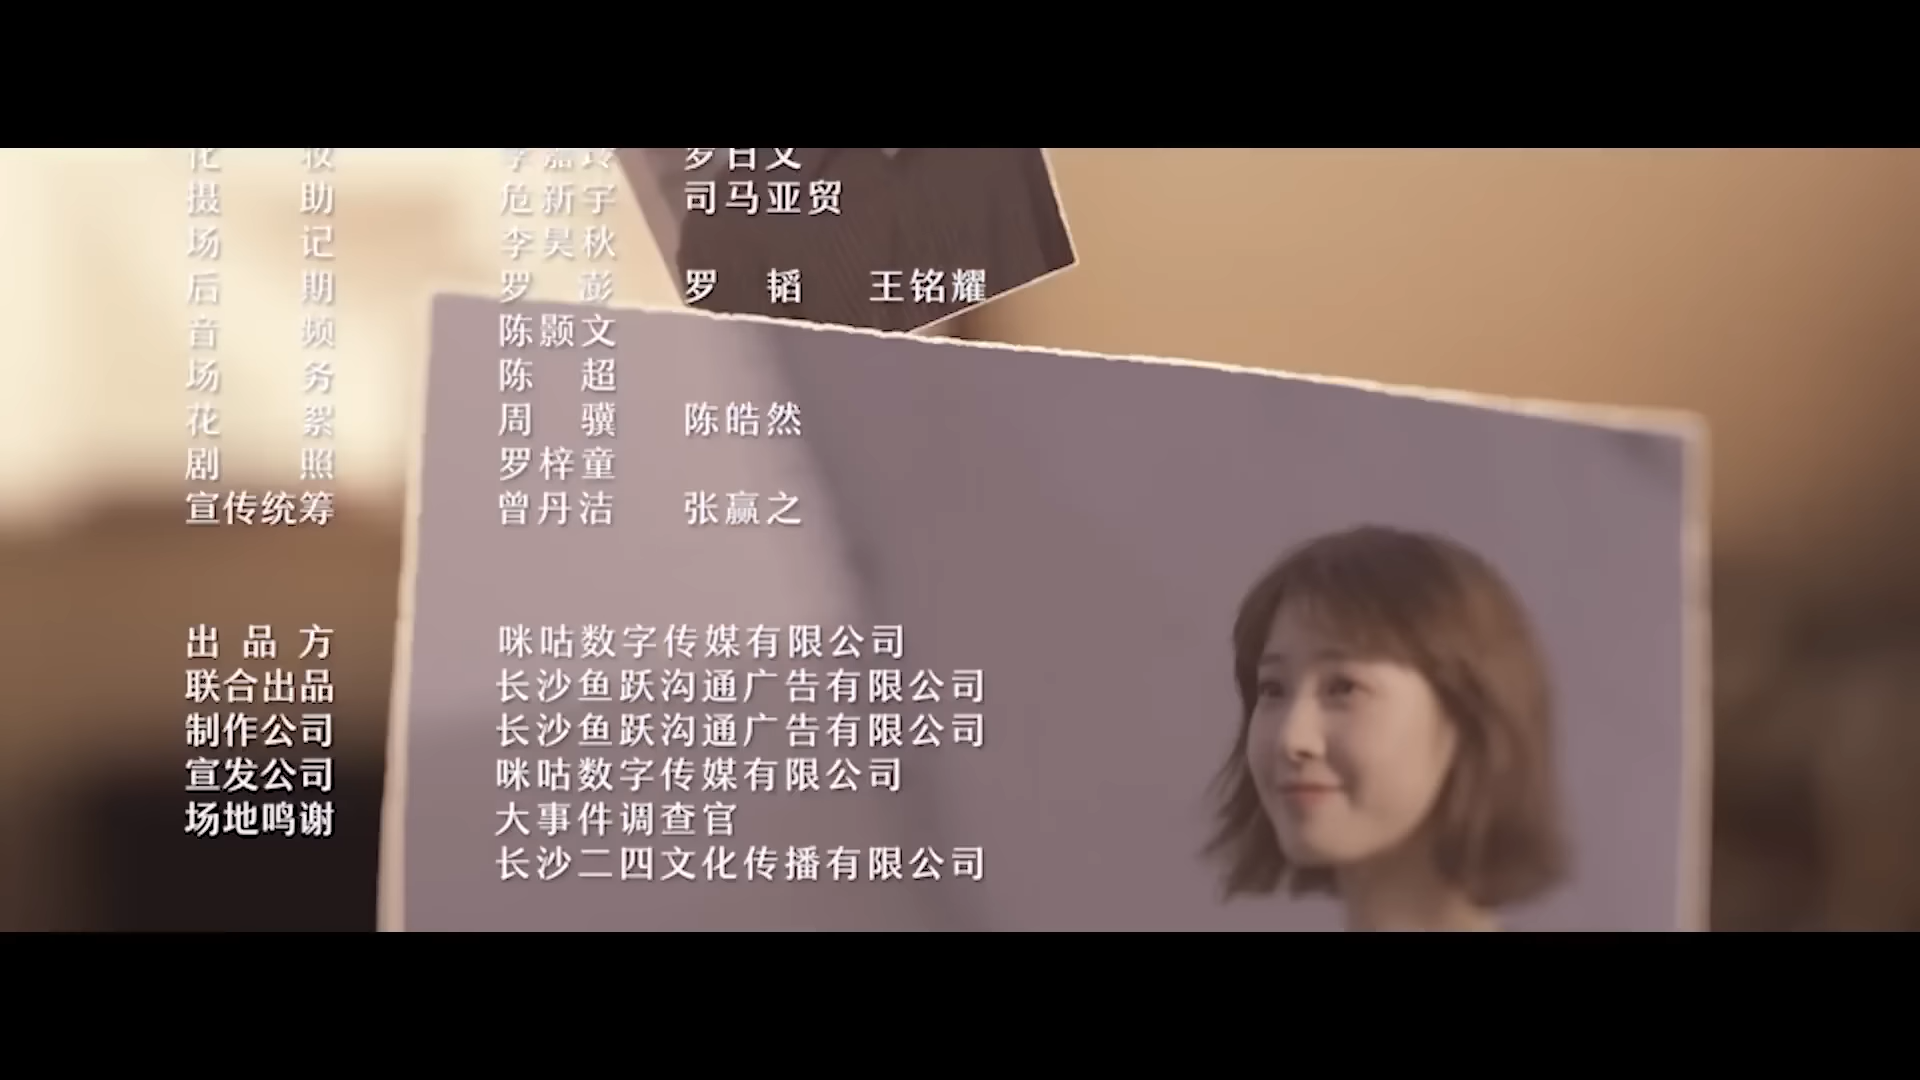 化妆 罗日文
摄助 危新宇 司马亚贸
场记 李昊秋
后期 罗澎 罗韬 王铭耀
音频 陈颢文
场务 陈超
花絮 周骥 陈皓然
剧照 罗梓童
宣传统筹 曾丹洁 张赢之
出品方 咪咕数字传媒有限公司
联合出品 长沙鱼跃沟通广告有限公司
制作公司 长沙鱼跃沟通广告有限公司
宣发公司 咪咕数字传媒有限公司
场地鸣谢 大事件调查官
长沙二四文化传播有限公司